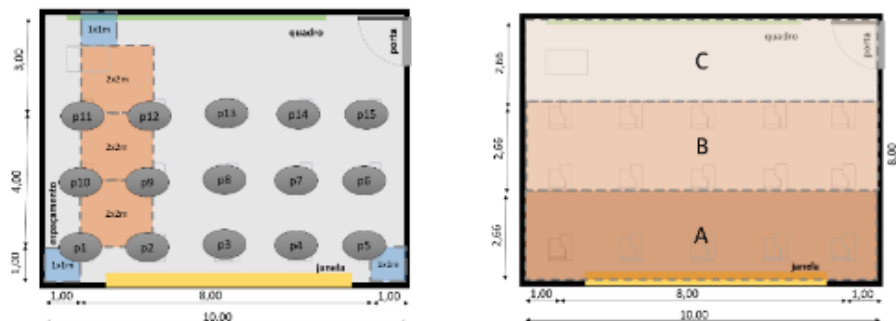 1x1m
quadro
porta
3,00
2x2m
p11
p12
p13
p14
p15
2x2m
4,00
p10
p9
p8
p7
p6
espaçamento
2x2m
p1
p2
p3
p4
p5
1,00
1x1m
janela
1x1m
1,00
8,00
1,00
10,00
quadro
porta
2,66
C
2,66
B
8,00
2,66
A
janela
1,00
8,00
1,00
10,00